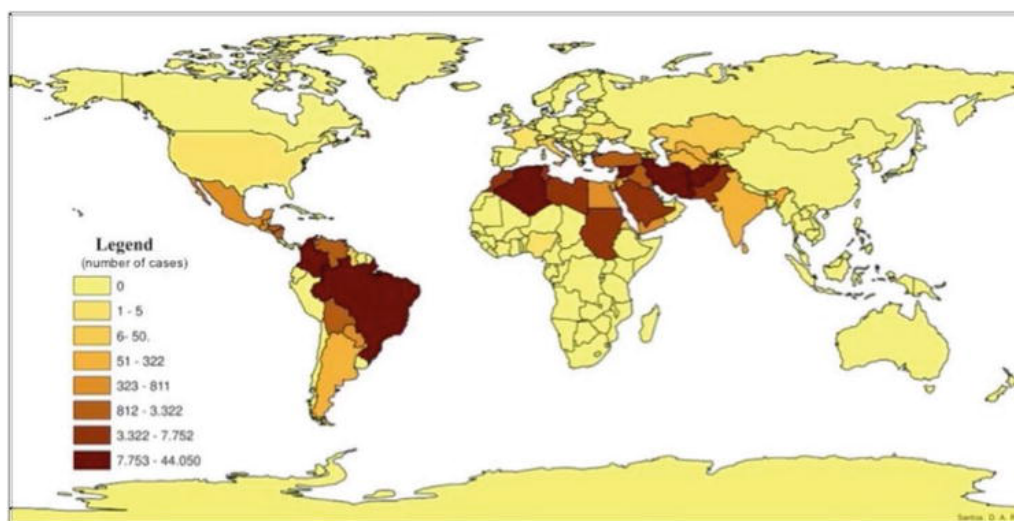 Legend
(number of cases)
0
1 - 5
6- 50.
51 - 322
323 - 811
812 - 3.322
3.322 - 7.752
7.753 - 44.050
Santos, D. A. P